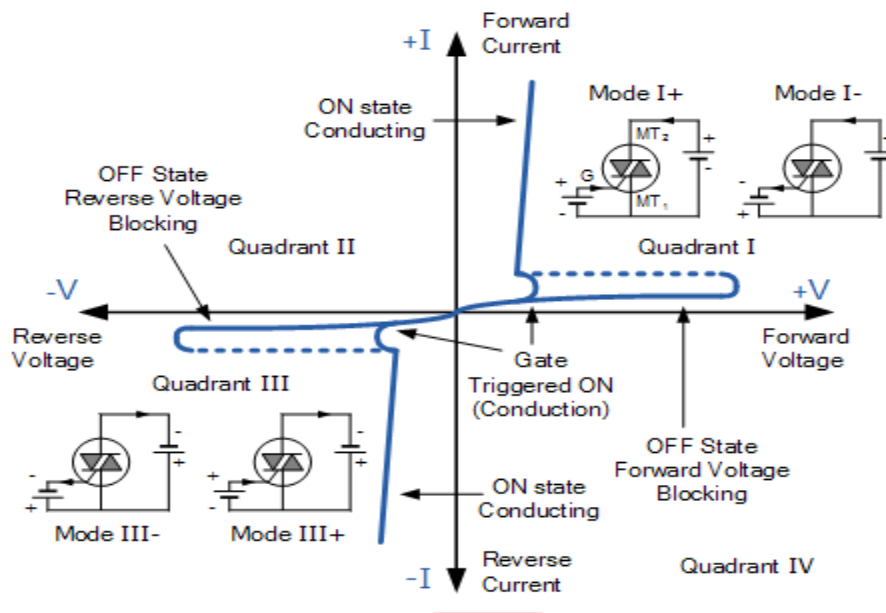 +I
Forward
Current
ON state
Conducting
Mode I+
Mode I-
MT₂
+
-
G
+
-
MT₁
+
-
-
+
OFF State
Reverse Voltage
Blocking
Quadrant II
Quadrant I
-V
+V
Reverse
Voltage
Forward
Voltage
Gate
Triggered ON
(Conduction)
Quadrant III
OFF State
Forward Voltage
Blocking
-
+
-
+
Mode III-
-
+
+
-
Mode III+
ON state
Conducting
-I
Reverse
Current
Quadrant IV